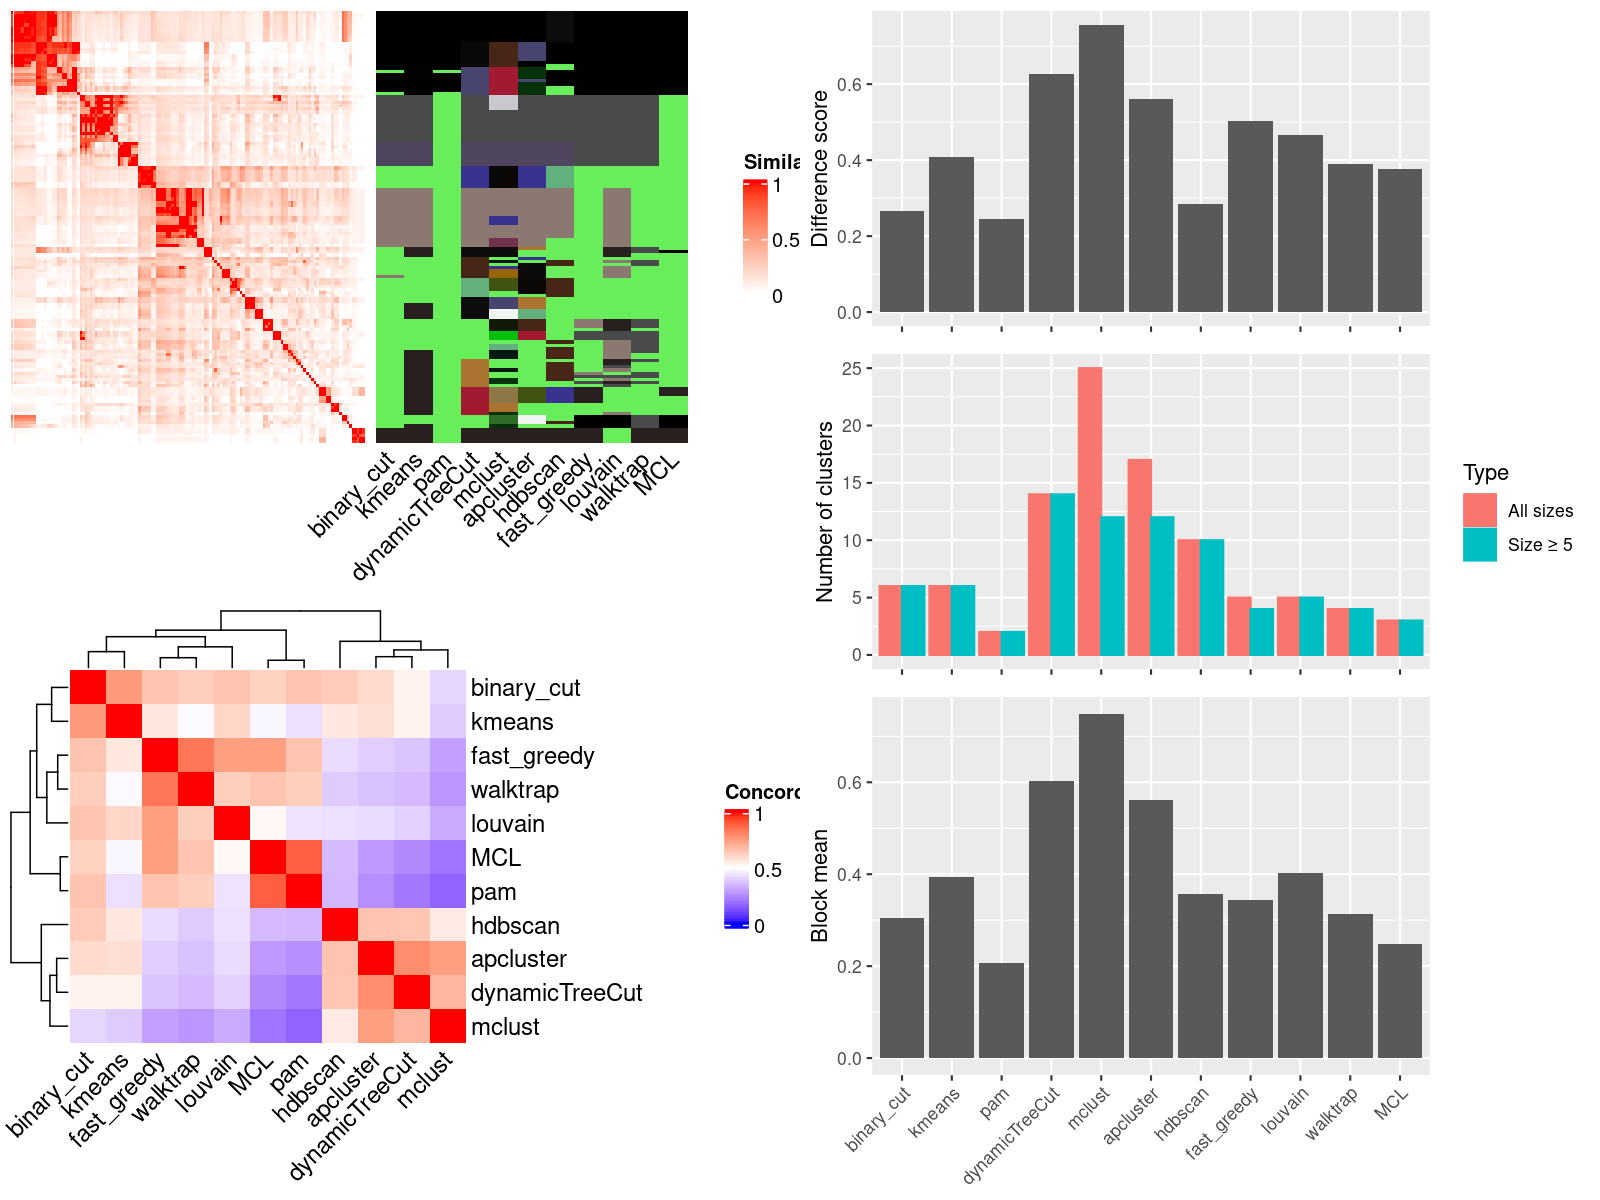 Simila
1
0.5
0
binary_cut
kmeans
pam
dynamicTreeCut
mclust
apcluster
hdbscan
fast_greedy
louvain
walktrap
MCL
Difference score
0.6
0.4
0.2
0.0
Number of clusters
25
20
15
10
5
0
Type
All sizes
Size ≥ 5
binary_cut
kmeans
fast_greedy
walktrap
louvain
MCL
pam
hdbscan
apcluster
dynamicTreeCut
mclust
binary_cut
kmeans
fast_greedy
walktrap
louvain
MCL
pam
hdbscan
apcluster
dynamicTreeCut
mclust
Concorc
1
0.5
0
Block mean
0.6
0.4
0.2
0.0
binary_cut
kmeans
pam
dynamicTreeCut
mclust
apcluster
hdbscan
fast_greedy
louvain
walktrap
MCL